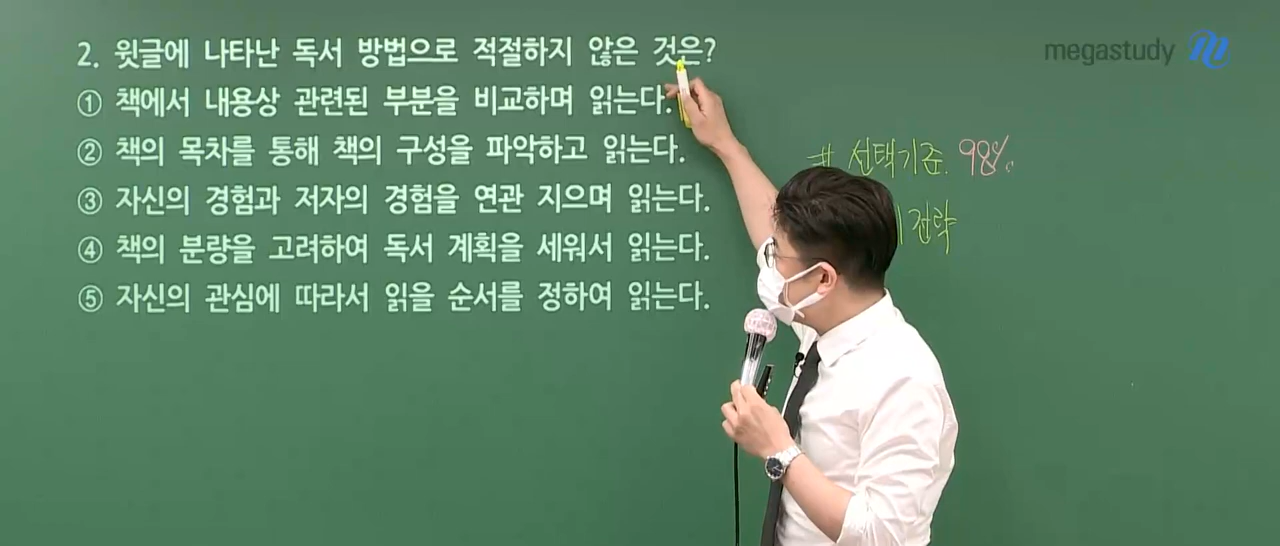 megastudy
2. 윗글에 나타난 독서 방법으로 적절하지 않은 것은?
① 책에서 내용상 관련된 부분을 비교하며 읽는다.
② 책의 목차를 통해 책의 구성을 파악하고 읽는다.
③ 자신의 경험과 저자의 경험을 연관 지으며 읽는다.
④ 책의 분량을 고려하여 독서 계획을 세워서 읽는다.
⑤ 자신의 관심에 따라서 읽을 순서를 정하여 읽는다.
# 선택기준. 98%
전략